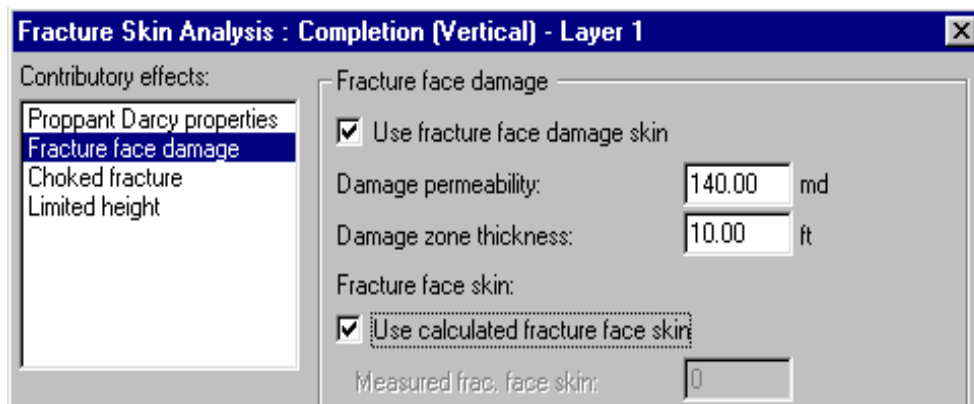 Fracture Skin Analysis : Completion (Vertical) - Layer 1
Contributory effects:
Proppant Darcy properties
Fracture face damage
Choked fracture
Limited height
Fracture face damage
Use fracture face damage skin
Damage permeability: 140.00 md
Damage zone thickness: 10.00 ft
Fracture face skin:
Use calculated fracture face skin
Measured frac. face skin: 0